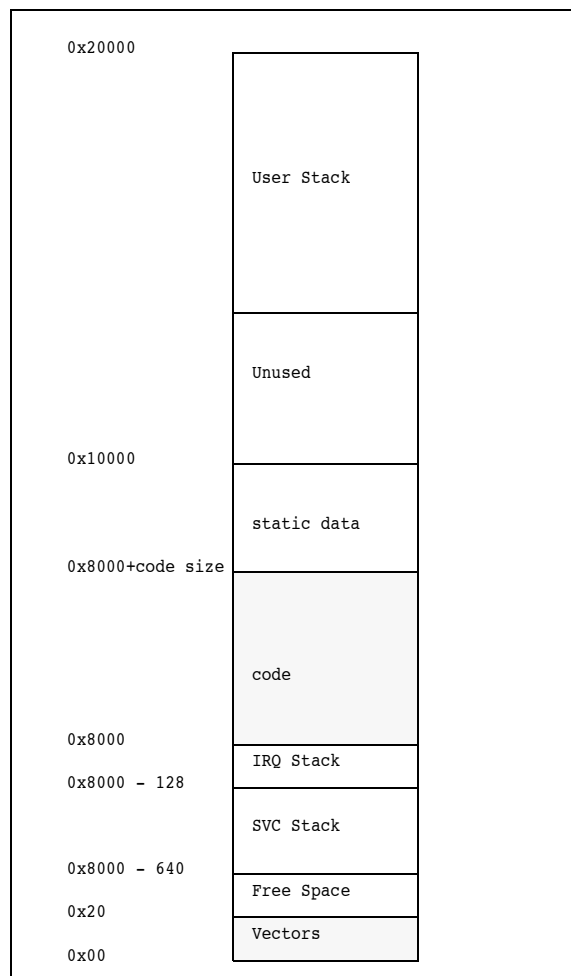 0x20000
User Stack
Unused
0x10000
static data
0x8000+code size
code
0x8000
IRQ Stack
0x8000 - 128
SVC Stack
0x8000 - 640
Free Space
0x20
Vectors
0x00